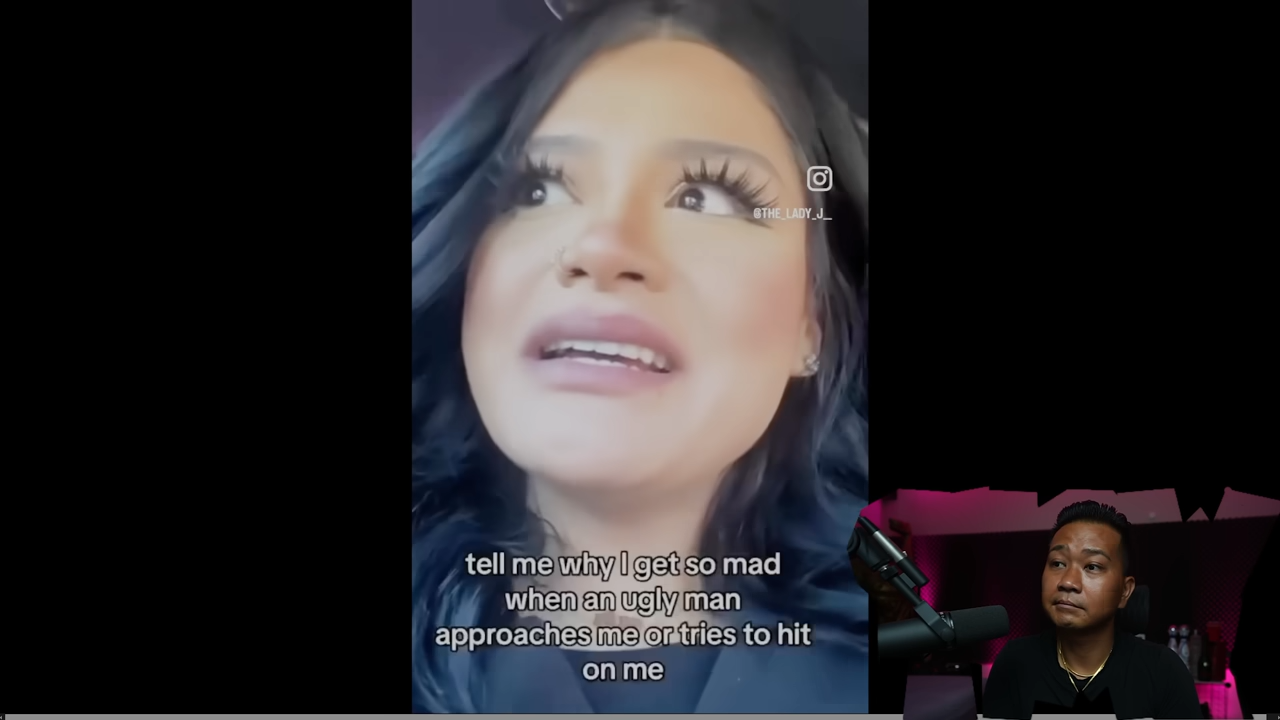 @THE_LADY_J__
tell me why I get so mad
when an ugly man
approaches me or tries to hit
on me